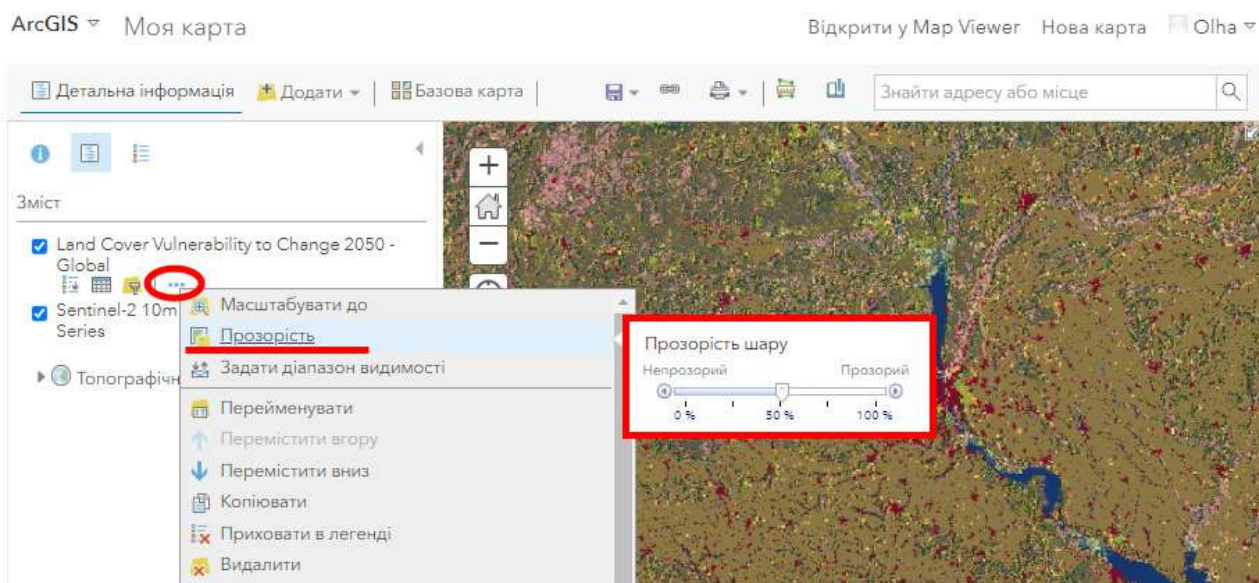 ArcGIS Моя карта Відкрити у Map Viewer Нова карта Olha
Детальна інформація Додати Базова карта Знайти адресу або місце
Зміст
Land Cover Vulnerability to Change 2050 -
Global
Масштабувати до
Sentinel-2 10m
Series
Прозорість
Задати діапазон видимості
Топографічн
Перейменувати
Перемістити вгору
Перемістити вниз
Копіювати
Приховати в легенді
Видалити
Прозорість шару
Непрозорий Прозорий
0 % 50 % 100 %